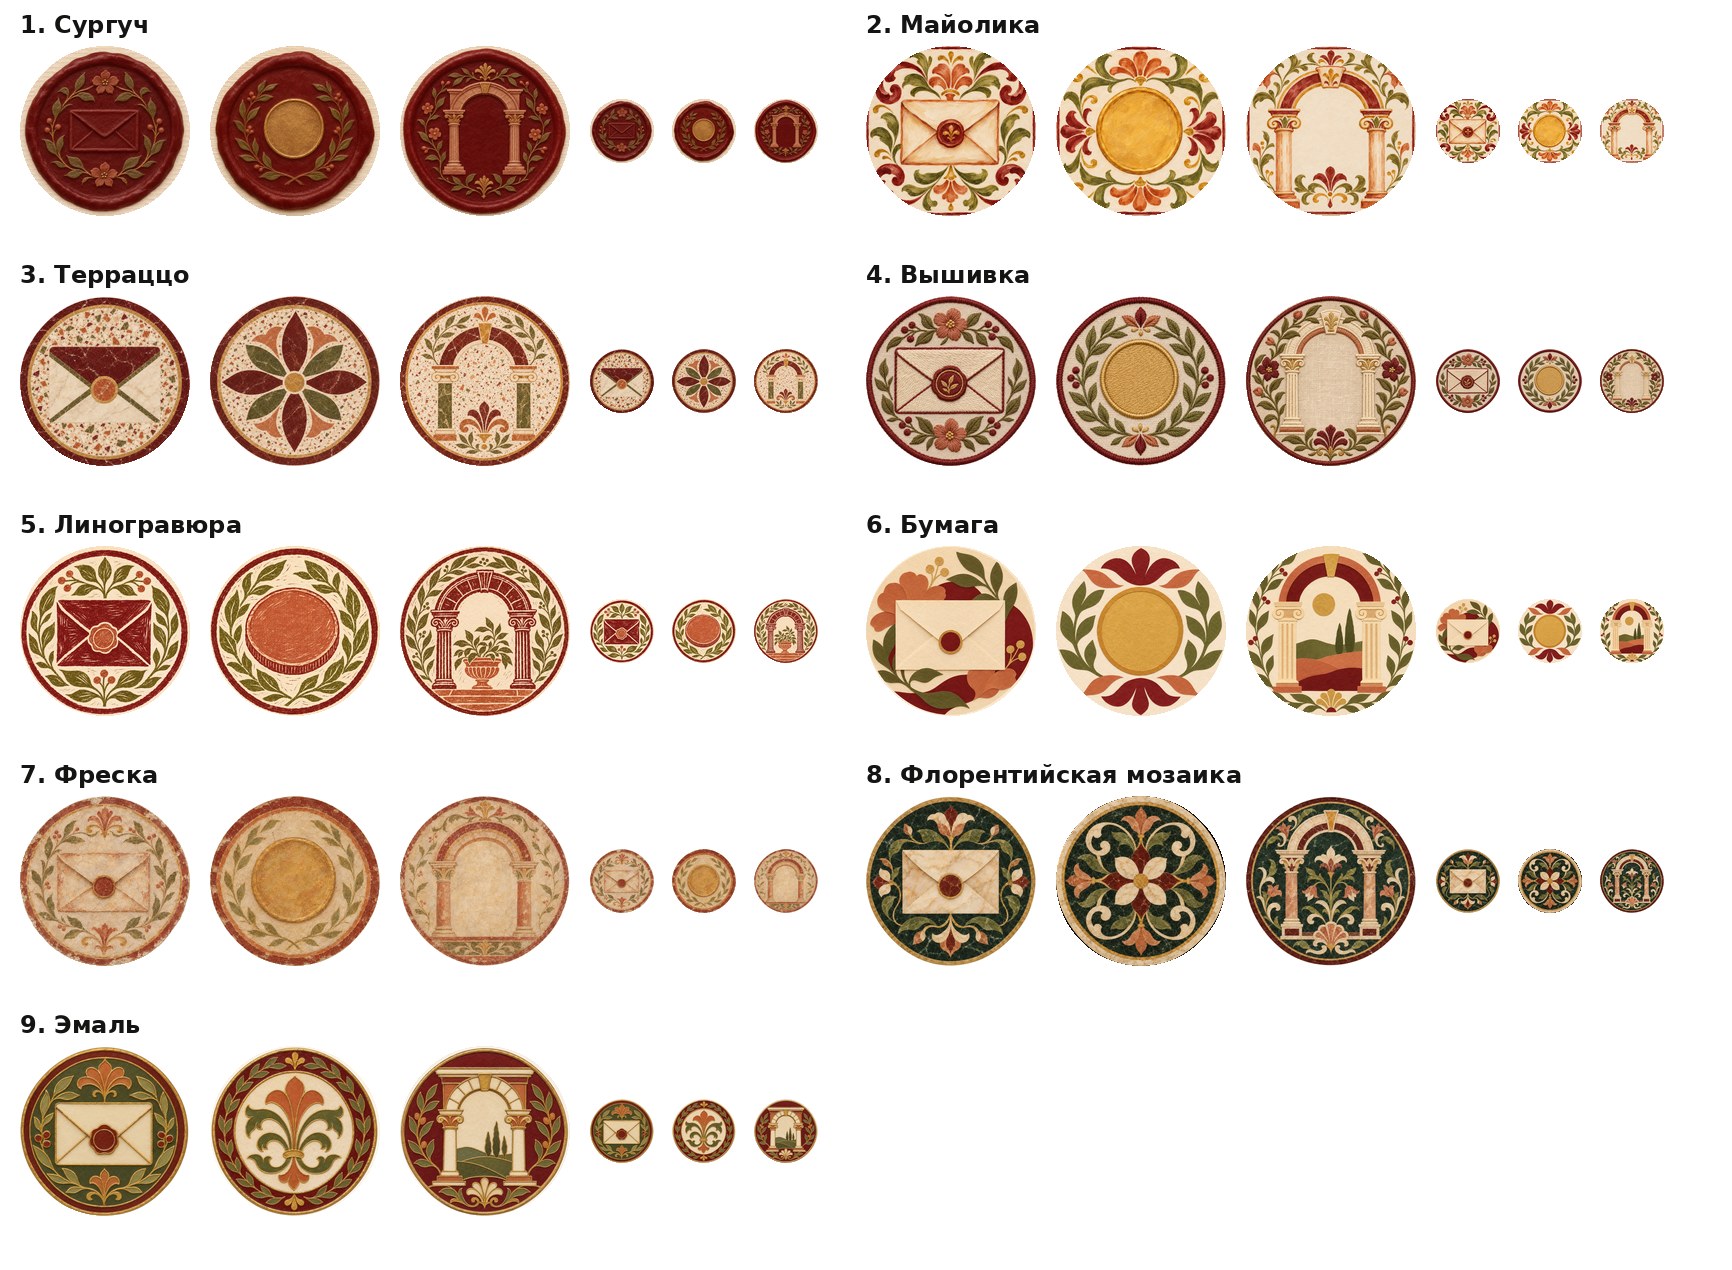 1. Сургуч
2. Майолика
3. Терраццо
4. Вышивка
5. Линогравюра
6. Бумага
7. Фреска
8. Флорентийская мозаика
9. Эмаль